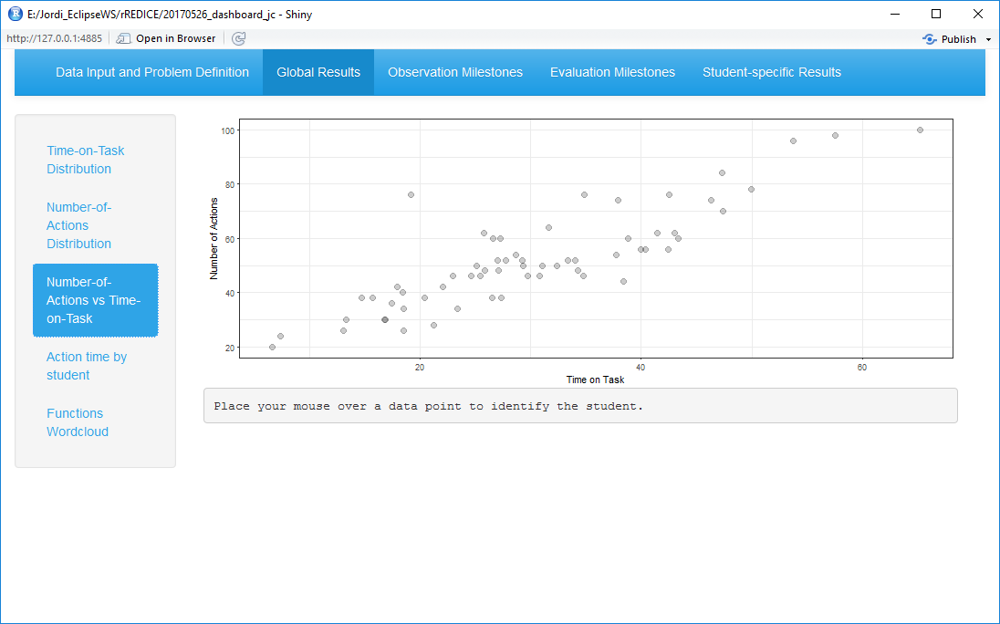 E:/Jordi_EclipseWS/rREDICE/20170526_dashboard_jc - Shiny
http://127.0.0.1:4885 Open in Browser Publish
Data Input and Problem Definition Global Results Observation Milestones Evaluation Milestones Student-specific Results
Time-on-Task
Distribution
Number-of-
Actions
Distribution
Number-of-
Actions vs Time-
on-Task
Action time by
student
Functions
Wordcloud
Number of Actions
100
80
60
40
20
20 40 60
Time on Task
Place your mouse over a data point to identify the student.